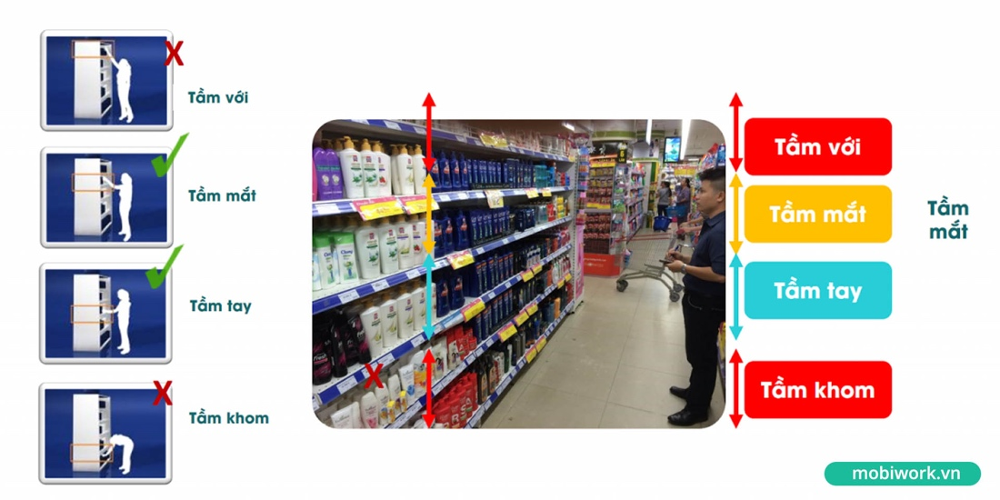 X
Tầm với
Tầm mắt
Tầm tay
X
Tầm khom
X
Tầm với
Tầm mắt
Tầm tay
Tầm khom
Tầm
mắt
mobiwork.vn